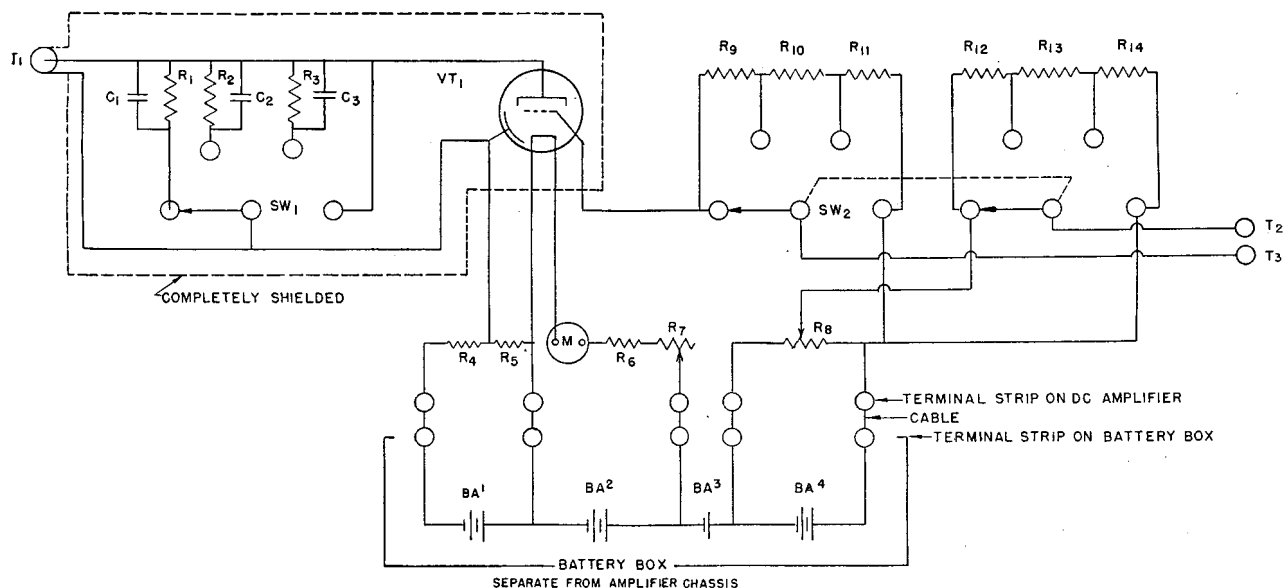 J1
C1
R1
R2
C2
R3
C3
VT1
SW1
COMPLETELY SHIELDED
R9
R10
R11
R12
R13
R14
SW2
T2
T3
R4
R5
M
R6
R7
R8
TERMINAL STRIP ON DC AMPLIFIER
CABLE
TERMINAL STRIP ON BATTERY BOX
BA1
BA2
BA3
BA4
BATTERY BOX
SEPARATE FROM AMPLIFIER CHASSIS